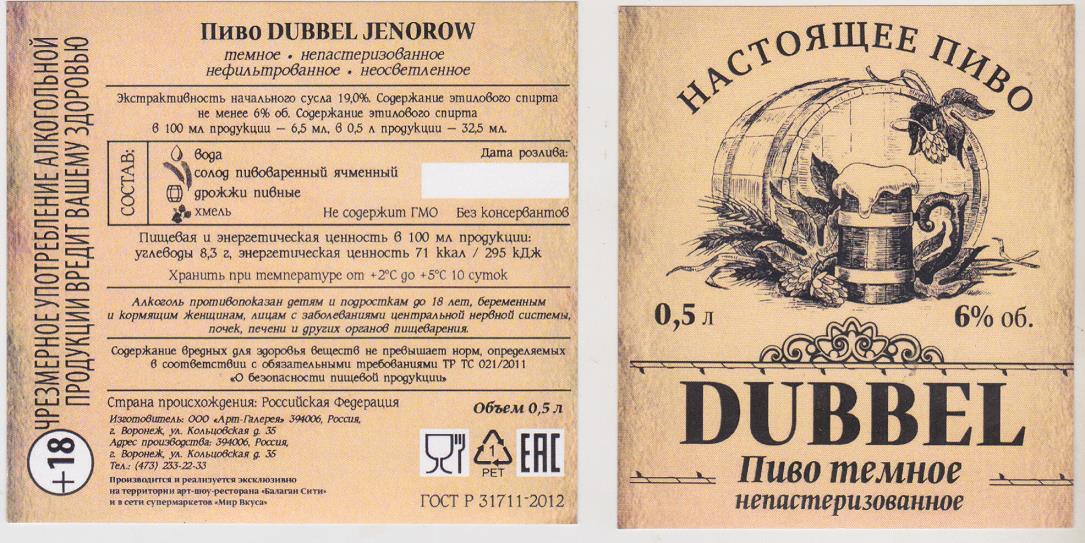 ЧРЕЗМЕРНОЕ УПОТРЕБЛЕНИЕ АЛКОГОЛЬНОЙ
ПРОДУКЦИИ ВРЕДИТ ВАШЕМУ ЗДОРОВЬЮ
+18
Пиво DUBBEL JENOROW
темное • непастеризованное
нефильтрованное • неосветленное
Экстрактивность начального сусла 19,0%. Содержание этилового спирта
не менее 6% об. Содержание этилового спирта
в 100 мл продукции – 6,5 мл, в 0,5 л продукции – 32,5 мл.
СОСТАВ:
вода
солод пивоваренный ячменный
дрожжи пивные
хмель
Дата розлива:
Не содержит ГМО Без консервантов
Пищевая и энергетическая ценность в 100 мл продукции:
углеводы 8,3 г, энергетическая ценность 71 ккал / 295 кДж
Хранить при температуре от +2°С до +5°С 10 суток
Алкоголь противопоказан детям и подросткам до 18 лет, беременным
и кормящим женщинам, лицам с заболеваниями центральной нервной системы,
почек, печени и других органов пищеварения.
Содержание вредных для здоровья веществ не превышает норм, определяемых
в соответствии с обязательными требованиями ТР ТС 021/2011
«О безопасности пищевой продукции»
Страна происхождения: Российская Федерация
Изготовитель: ООО «Арт-Галерея» 394006, Россия,
г. Воронеж, ул. Кольцовская д. 35
Адрес производства: 394006, Россия,
г. Воронеж, ул. Кольцовская д. 35
Тел.: (473) 233-22-33
Производится и реализуется эксклюзивно
на территории арт-шоу-ресторана «Балаган Сити»
и в сети супермаркетов «Мир Вкуса»
Объем 0,5 л
1
PET
EAC
ГОСТ Р 31711-2012
НАСТОЯЩЕЕ ПИВО
0,5 л
6% об.
DUBBEL
Пиво темное
непастеризованное